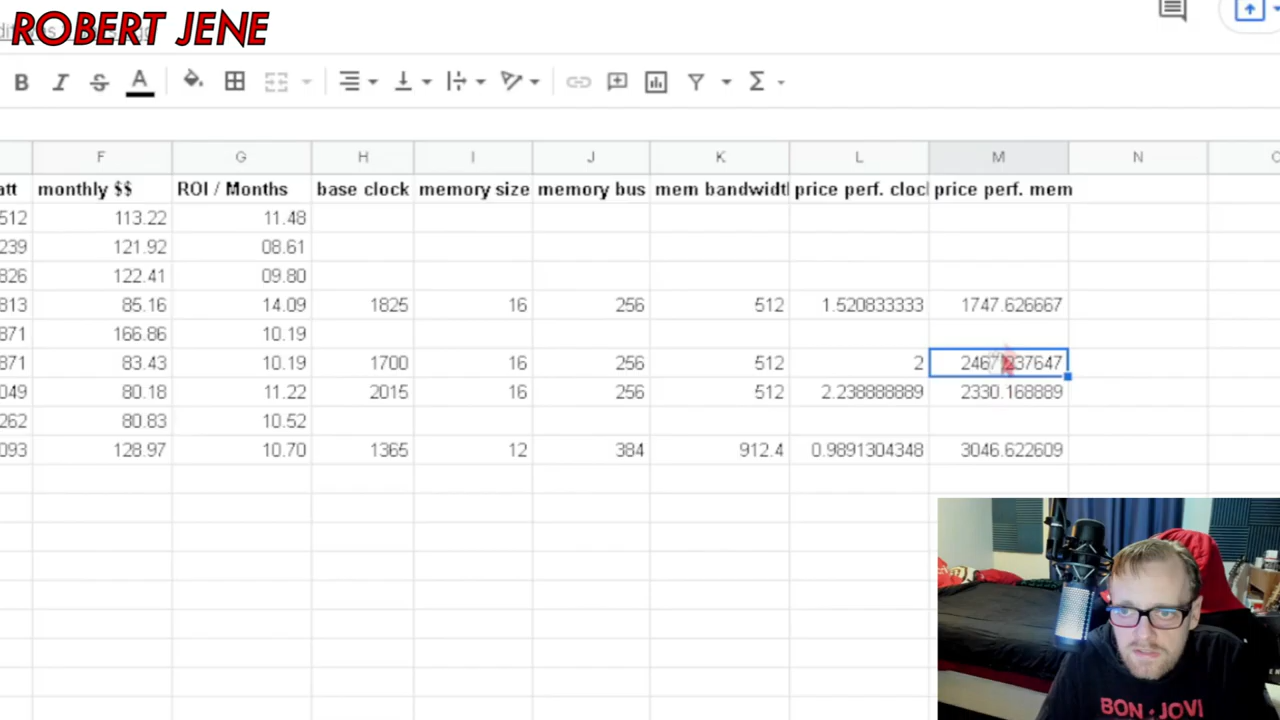 ROBERT JENE
B I S A Σ
F G H I J K L M N
att monthly $$ ROI / Months base clock memory size memory bus mem bandwidt price perf. cloc price perf. mem
512 113.22 11.48
239 121.92 08.61
826 122.41 09.80
813 85.16 14.09 1825 16 256 512 1.520833333 1747.626667
871 166.86 10.19
871 83.43 10.19 1700 16 256 512 2
049 80.18 11.22 2015 16 256 512 2.238888889 2330.168889
262 80.83 10.52
093 128.97 10.70 1365 12 384 912.4 0.9891304348 3046.622609
BON JOVI